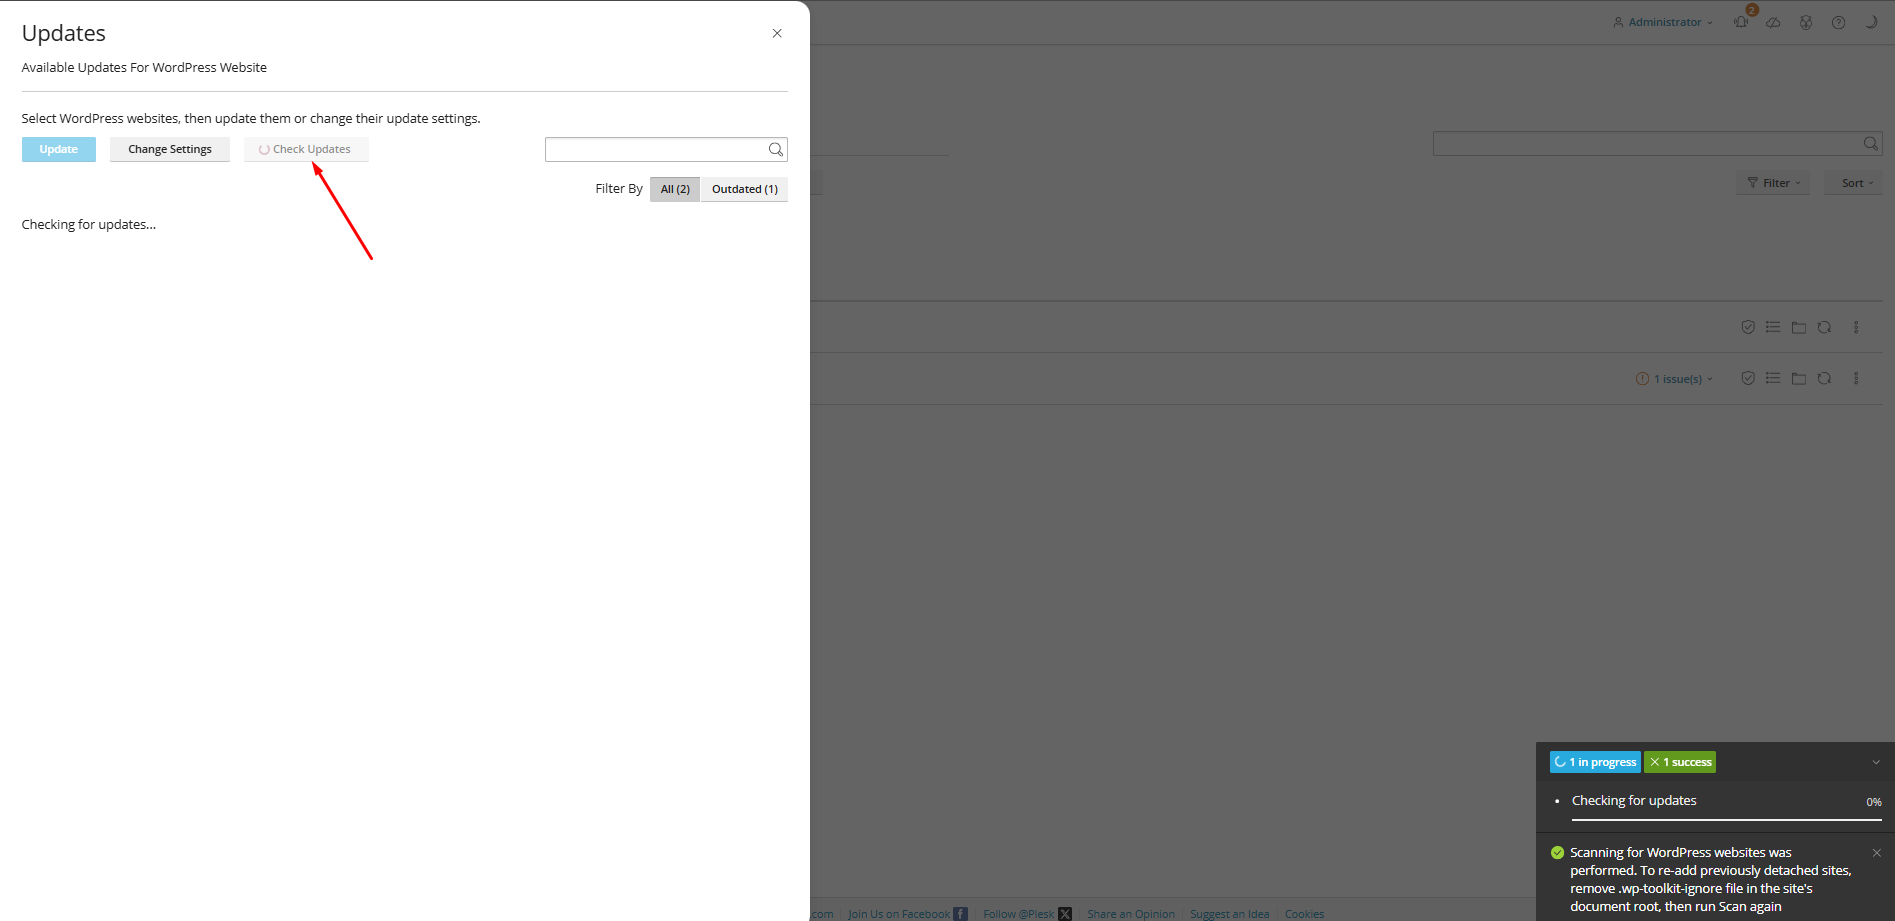 Updates
Available Updates For WordPress Website
Select WordPress websites, then update them or change their update settings.
Update
Change Settings
Check Updates
Filter By
All (2)
Outdated (1)
Checking for updates...
Administrator
2
Filter
Sort
1 issue(s)
1 in progress
1 success
Checking for updates
0%
Scanning for WordPress websites was
performed. To re-add previously detached sites,
remove .wp-toolkit-ignore file in the site's
document root, then run Scan again
.com
Join Us on Facebook
Follow @Plesk
Share an Opinion
Suggest an Idea
Cookies